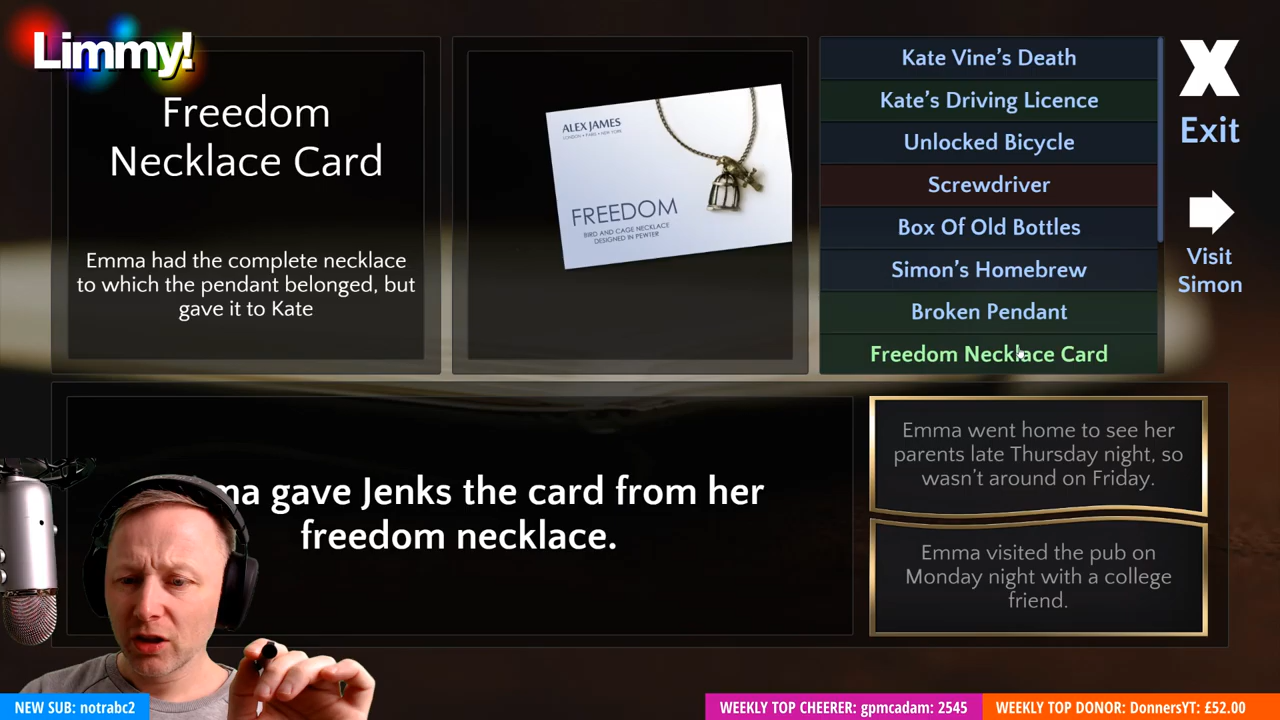 Limmy!
Freedom
Necklace Card
Emma had the complete necklace
to which the pendant belonged, but
gave it to Kate
ALEX JAMES
LONDON • PARIS • NEW YORK
FREEDOM
BIRD AND CAGE NECKLACE
DESIGNED IN PEWTER
Kate Vine's Death
Kate's Driving Licence
Unlocked Bicycle
Screwdriver
Box Of Old Bottles
Simon's Homebrew
Broken Pendant
Freedom Necklace Card
X
Exit
Visit
Simon
ma gave Jenks the card from her
freedom necklace.
Emma went home to see her
parents late Thursday night, so
wasn't around on Friday.
Emma visited the pub on
Monday night with a college
friend.
NEW SUB: notrabc2
WEEKLY TOP CHEERER: gpmcadam: 2545
WEEKLY TOP DONOR: DonnersYT: £52.00